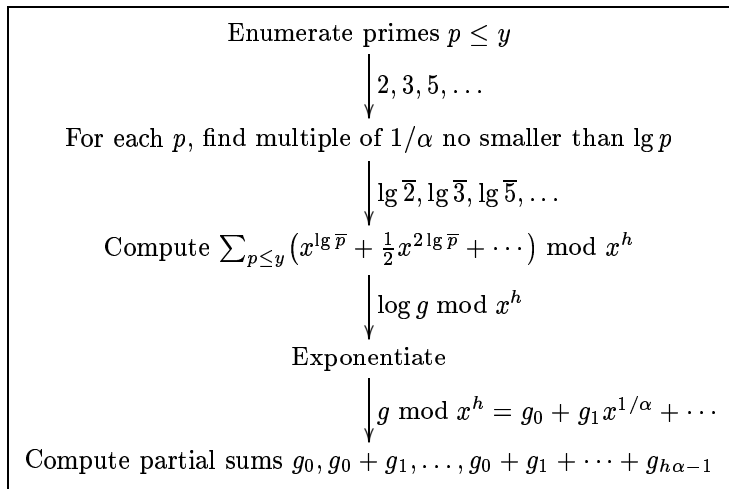 Enumerate primes p ≤ y
2, 3, 5, . . .
For each p, find multiple of 1/α no smaller than lg p
lg 2̅, lg 3̅, lg 5̅, . . .
Compute ∑_{p≤y} (x^{lg p̅} + ½x^{2 lg p̅} + · · ·) mod x^h
log g mod x^h
Exponentiate
g mod x^h = g_0 + g_1x^{1/α} + · · ·
Compute partial sums g_0, g_0 + g_1, . . . , g_0 + g_1 + · · · + g_{hα−1}